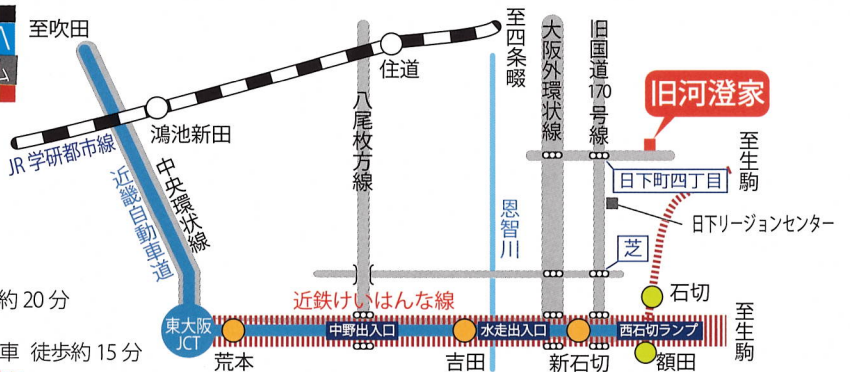 至吹田
ム
住道
鴻池新田
JR学研都市線
近畿自動車道
中央環状線
八尾枚方線
至四条畷
大阪外環状線
旧国道170号線
旧河澄家
至生駒
日下町四丁目
日下リージョンセンター
恩智川
芝
約20分
近鉄けいはんな線
石切
東大阪
JCT
中野出入口
水走出入口
西石切ランプ
至生駒
車 徒歩約15分
荒本
吉田
新石切
額田